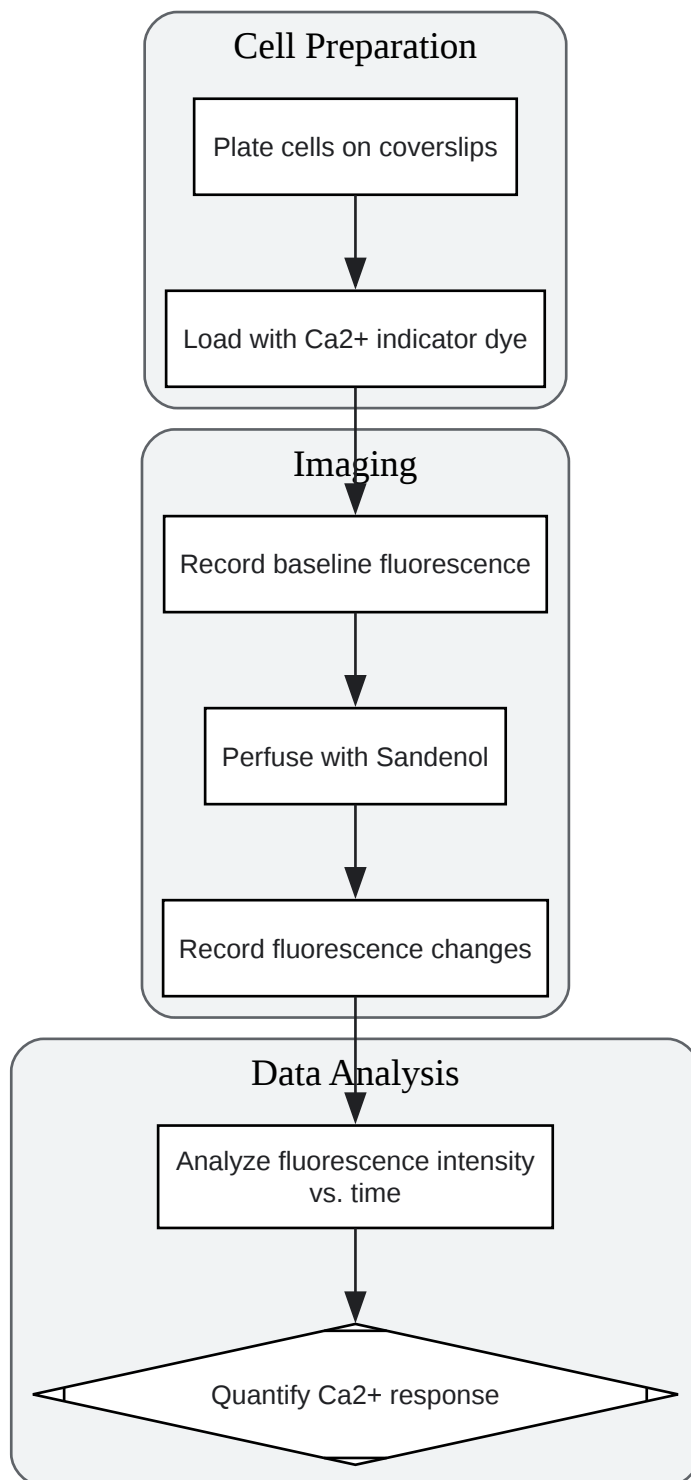 Cell Preparation
Plate cells on coverslips
Load with Ca2+ indicator dye
Imaging
Record baseline fluorescence
Perfuse with Sandenol
Record fluorescence changes
Data Analysis
Analyze fluorescence intensity
vs. time
Quantify Ca2+ response